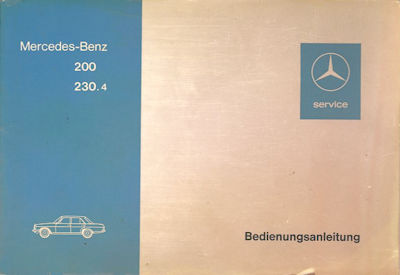 Mercedes-Benz
200
230.4
service
Bedienungsanleitung